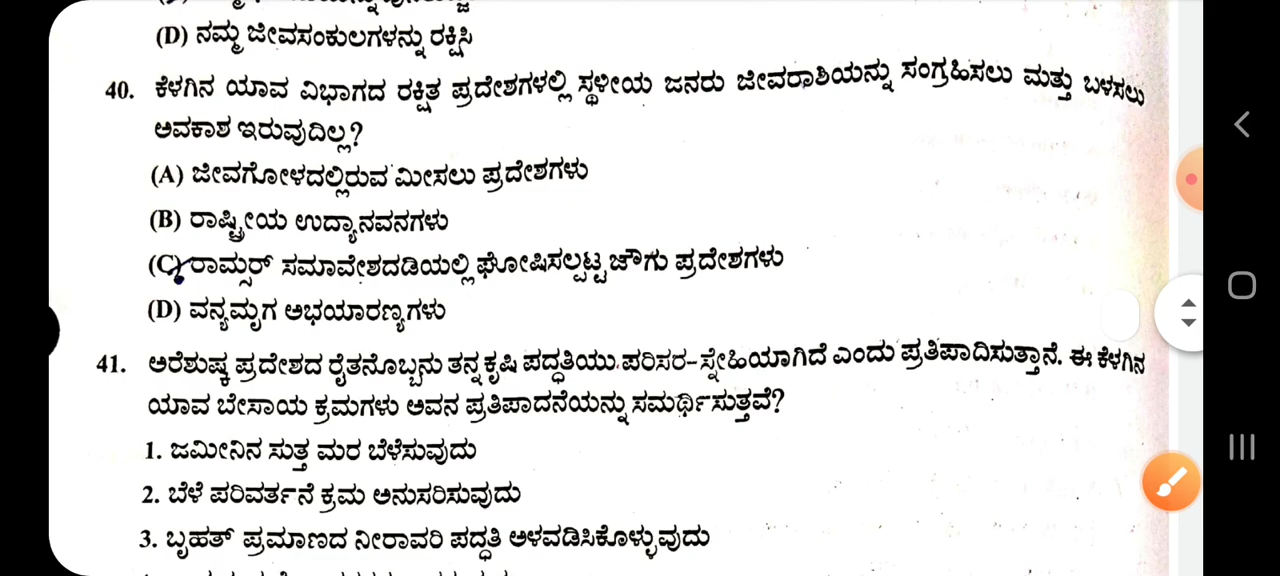 (D) ನಮ್ಮ ಜೀವಸಂಕುಲಗಳನ್ನು ರಕ್ಷಿಸಿ
40. ಕೆಳಗಿನ ಯಾವ ವಿಭಾಗದ ರಕ್ಷಿತ ಪ್ರದೇಶಗಳಲ್ಲಿ ಸ್ಥಳೀಯ ಜನರು ಜೀವರಾಶಿಯನ್ನು ಸಂಗ್ರಹಿಸಲು ಮತ್ತು ಬಳಸಲು
ಅವಕಾಶ ಇರುವುದಿಲ್ಲ?
(A) ಜೀವಗೋಳದಲ್ಲಿರುವ ಮೀಸಲು ಪ್ರದೇಶಗಳು
(B) ರಾಷ್ಟ್ರೀಯ ಉದ್ಯಾನವನಗಳು
(C) ರಾಮ್ಸರ್ ಸಮಾವೇಶದಡಿಯಲ್ಲಿ ಘೋಷಿಸಲ್ಪಟ್ಟ ಜೌಗು ಪ್ರದೇಶಗಳು
(D) ವನ್ಯಮೃಗ ಅಭಯಾರಣ್ಯಗಳು
41. ಅರೆಶುಷ್ಕ ಪ್ರದೇಶದ ರೈತನೊಬ್ಬನು ತನ್ನ ಕೃಷಿ ಪದ್ಧತಿಯು ಪರಿಸರ-ಸ್ನೇಹಿಯಾಗಿದೆ ಎಂದು ಪ್ರತಿಪಾದಿಸುತ್ತಾನೆ. ಈ ಕೆಳಗಿನ
ಯಾವ ಬೇಸಾಯ ಕ್ರಮಗಳು ಅವನ ಪ್ರತಿಪಾದನೆಯನ್ನು ಸಮರ್ಥಿಸುತ್ತವೆ?
1. ಜಮೀನಿನ ಸುತ್ತ ಮರ ಬೆಳೆಸುವುದು
2. ಬೆಳೆ ಪರಿವರ್ತನೆ ಕ್ರಮ ಅನುಸರಿಸುವುದು
3. ಬೃಹತ್ ಪ್ರಮಾಣದ ನೀರಾವರಿ ಪದ್ಧತಿ ಅಳವಡಿಸಿಕೊಳ್ಳುವುದು